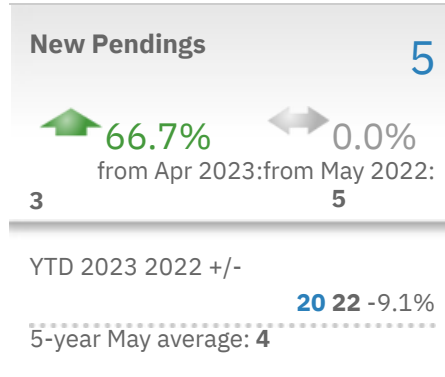 New Pendings
5
66.7% 0.0%
from Apr 2023:from May 2022:
3 5
YTD 2023 2022 +/-
20 22 -9.1%
5-year May average: 4